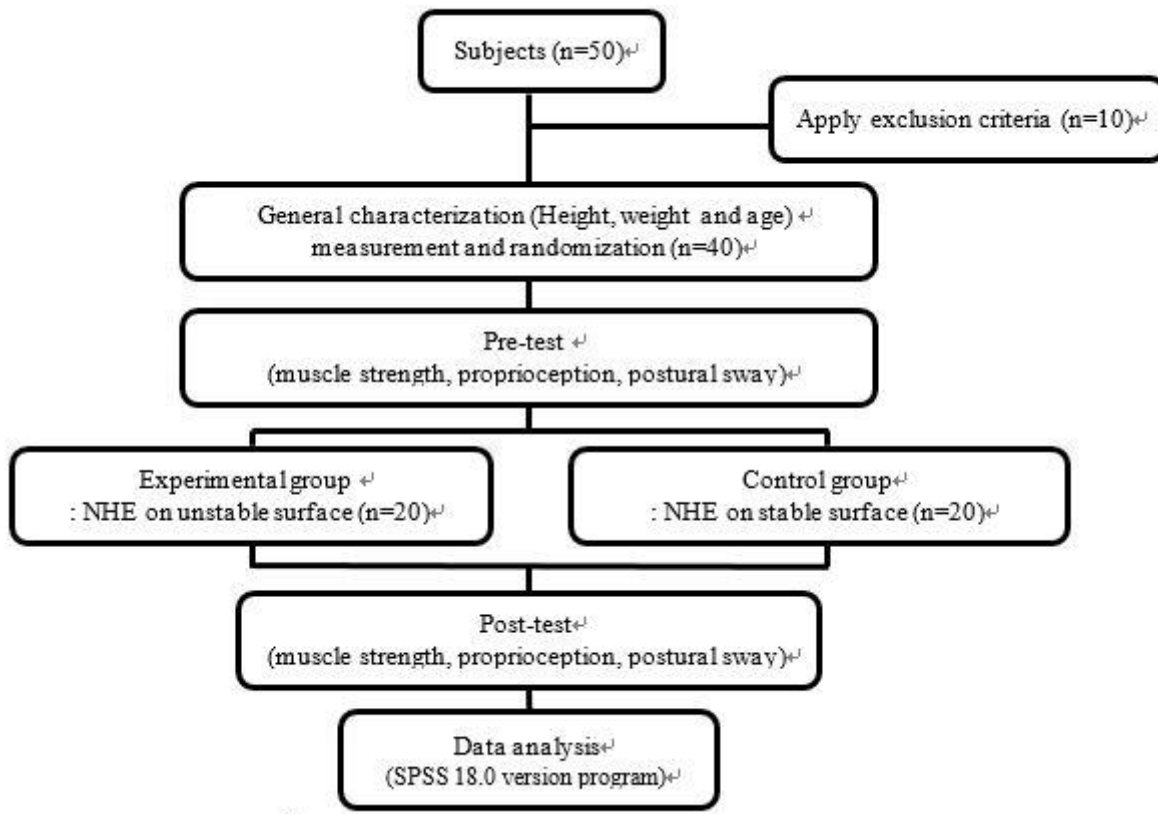 Subjects (n=50)↵
Apply exclusion criteria (n=10)↵
General characterization (Height, weight and age) ↵
measurement and randomization (n=40)↵
Pre-test ↵
(muscle strength, proprioception, postural sway)↵
Experimental group ↵
: NHE on unstable surface (n=20)↵
Control group↵
: NHE on stable surface (n=20)↵
Post-test↵
(muscle strength, proprioception, postural sway)↵
Data analysis↵
(SPSS 18.0 version program)↵